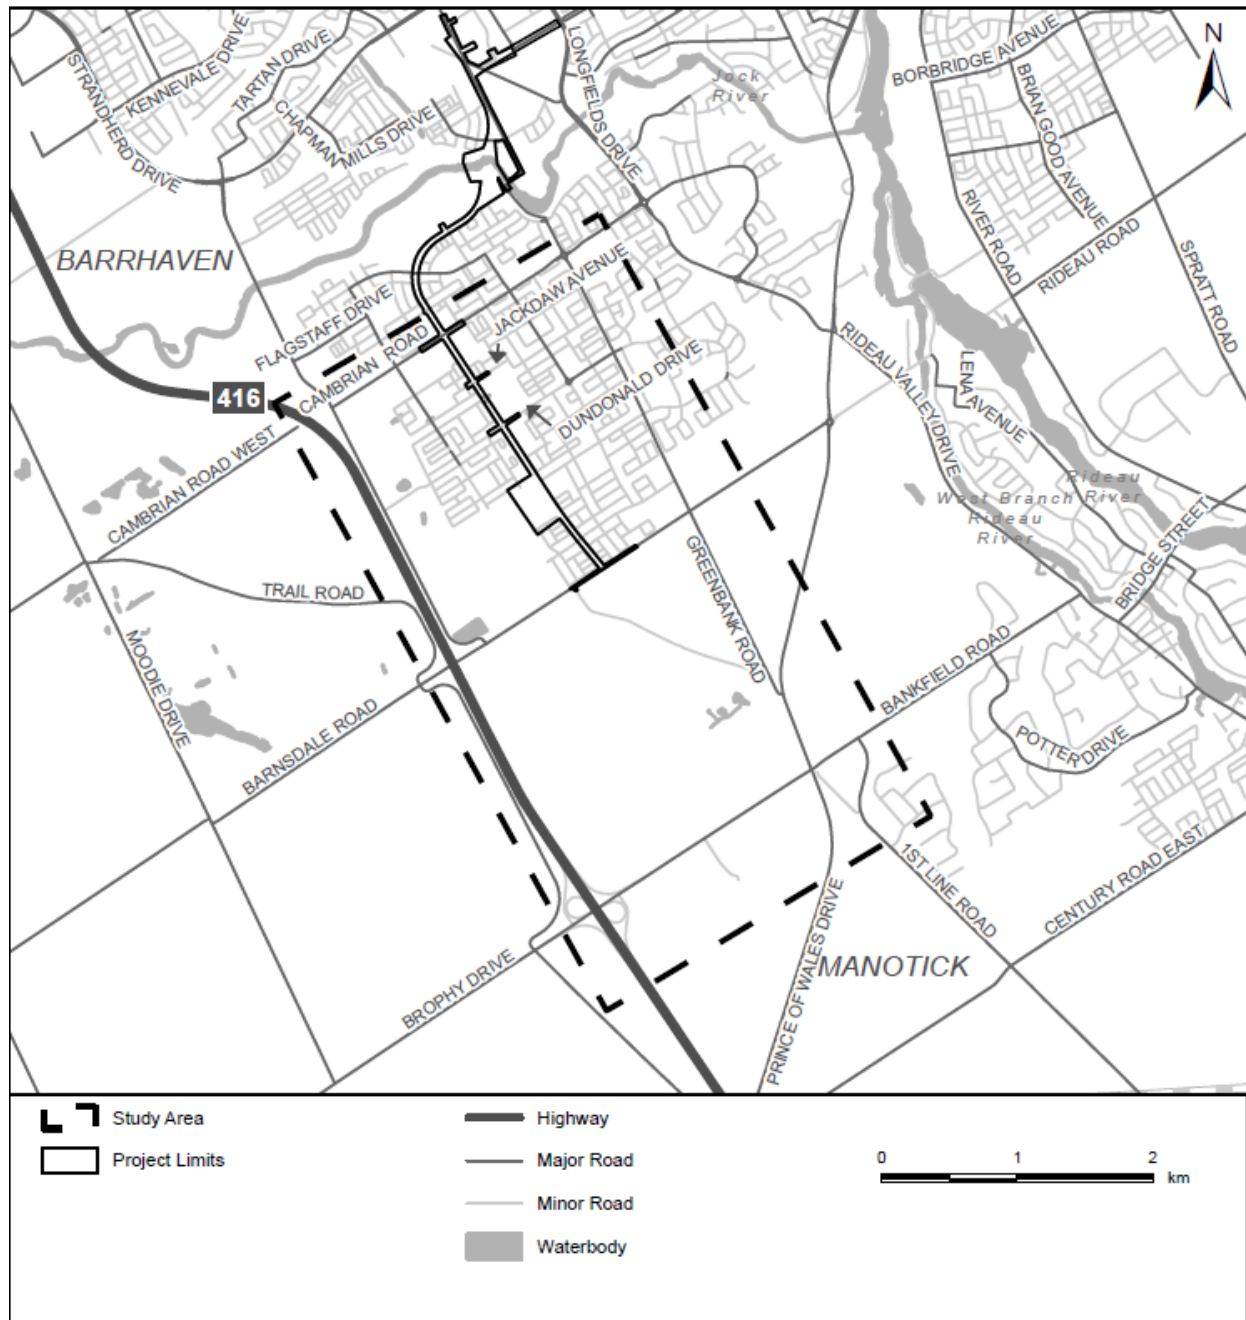 N
KENNEVALE DRIVE
TARTAN DRIVE
STRANDHERD DRIVE
CHAPMAN MILLS DRIVE
LONGFIELDS DRIVE
Jock
River
BORBRIDGE AVENUE
BRIAN GOOD AVENUE
RIVER ROAD
RIDEAU ROAD
SPRATT ROAD
BARRHAVEN
FLAGSTAFF DRIVE
CAMBRIAN ROAD
JACKDAW AVENUE
DUNDONALD DRIVE
RIDEAU VALLEY DRIVE
LENA AVENUE
416
CAMBRIAN ROAD WEST
TRAIL ROAD
MOODIE DRIVE
BARNSDALE ROAD
GREENBANK ROAD
Rideau
River
West Branch
Rideau
River
BRIDGE STREET
BANKFIELD ROAD
POTTER DRIVE
1ST LINE ROAD
CENTURY ROAD EAST
BROPHY DRIVE
PRINCE OF WALES DRIVE
MANOTICK
Study Area
Project Limits
Highway
Major Road
Minor Road
Waterbody
0 1 2
km